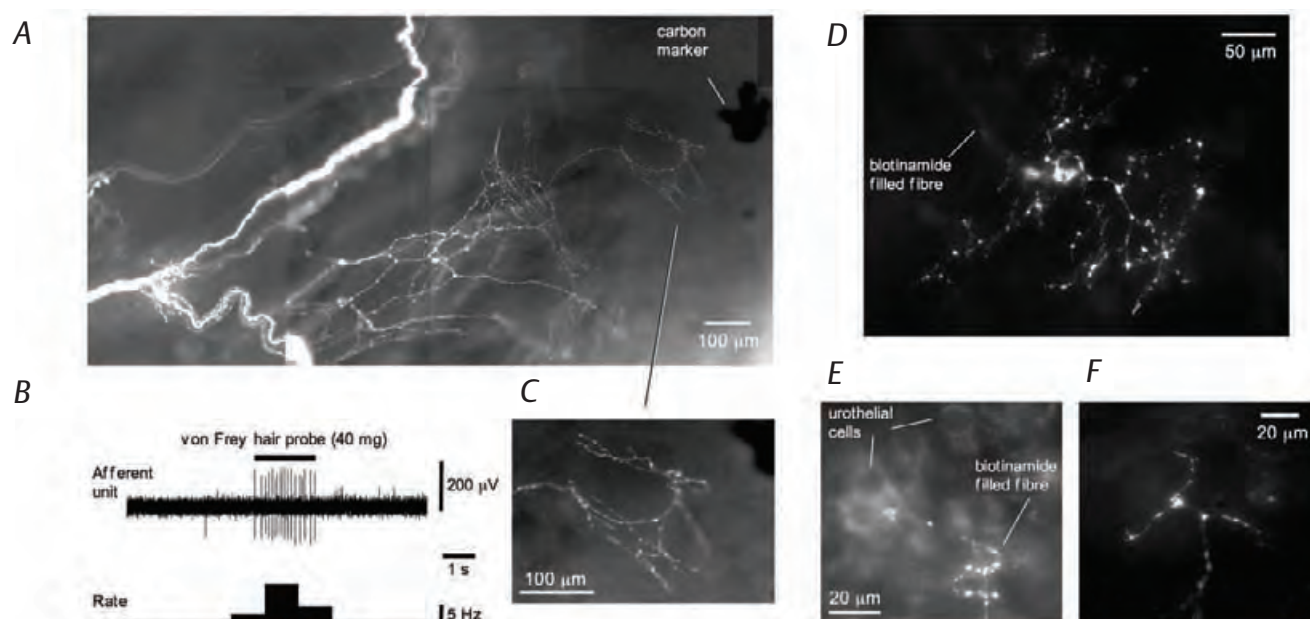 A
carbon
marker
100 µm
B
von Frey hair probe (40 mg)
Afferent
unit
200 µV
1 s
Rate
5 Hz
C
100 µm
D
50 µm
biotinamide
filled fibre
E
urothelial
cells
biotinamide
filled fibre
20 µm
F
20 µm